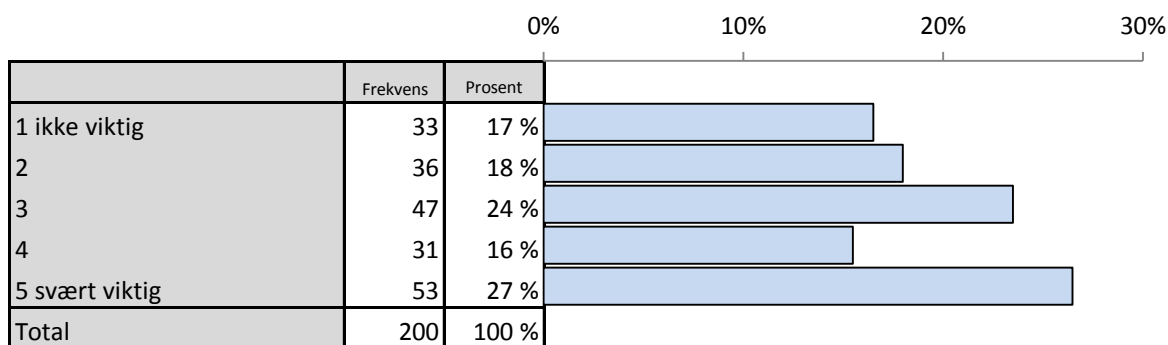 0% 10% 20% 30%
Frekvens Prosent
1 ikke viktig 33 17 %
2 36 18 %
3 47 24 %
4 31 16 %
5 svært viktig 53 27 %
Total 200 100 %